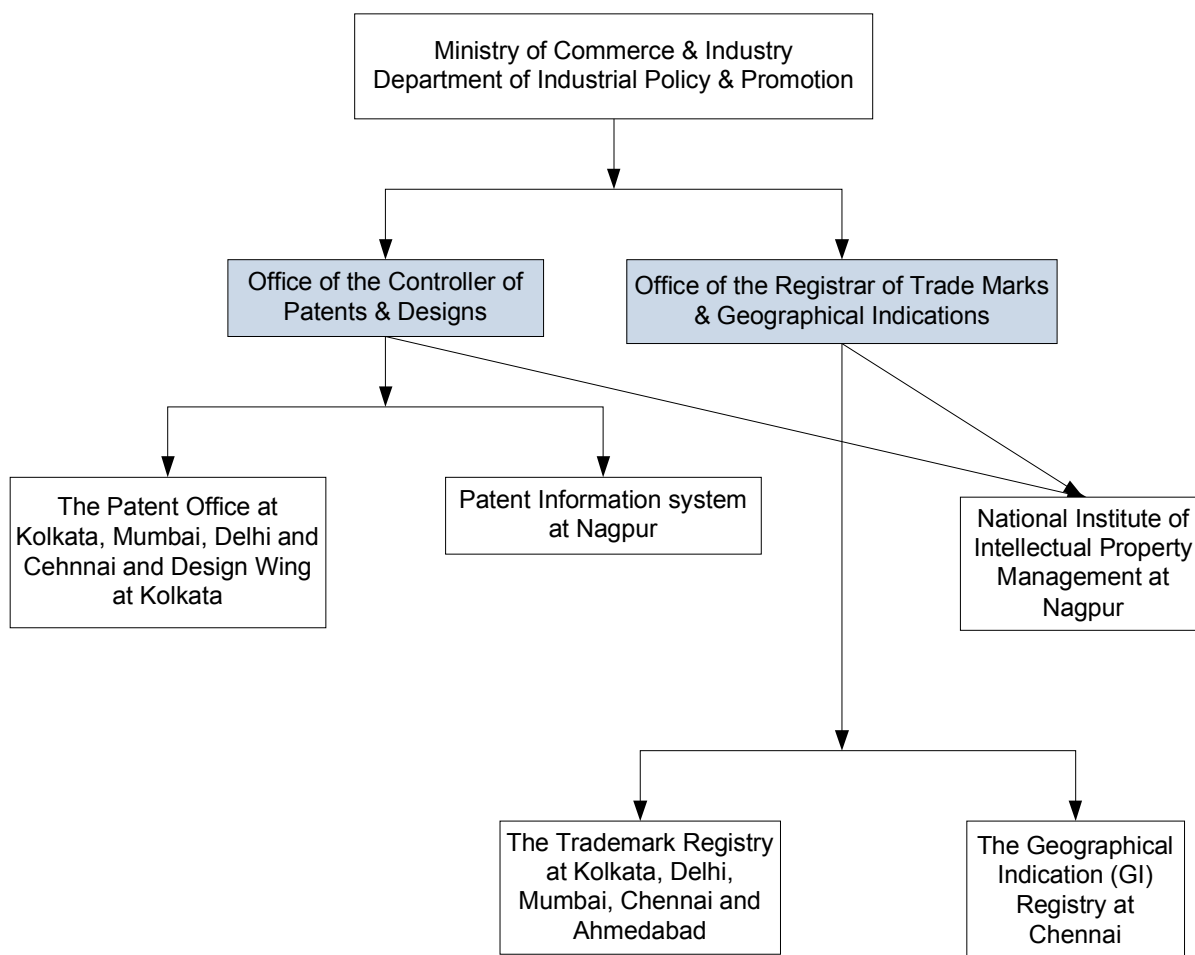 Ministry of Commerce & Industry
Department of Industrial Policy & Promotion
Office of the Controller of
Patents & Designs
Office of the Registrar of Trade Marks
& Geographical Indications
The Patent Office at
Kolkata, Mumbai, Delhi and
Cehnnai and Design Wing
at Kolkata
Patent Information system
at Nagpur
National Institute of
Intellectual Property
Management at
Nagpur
The Trademark Registry
at Kolkata, Delhi,
Mumbai, Chennai and
Ahmedabad
The Geographical
Indication (GI)
Registry at
Chennai